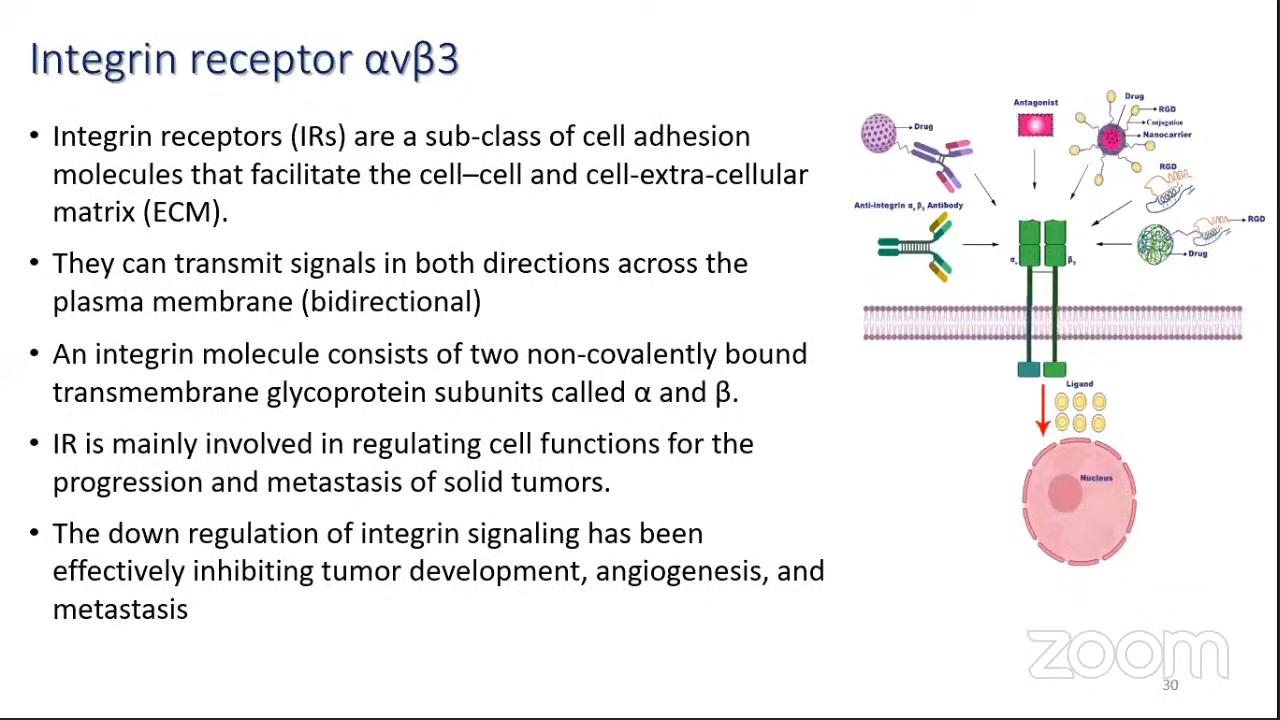 Integrin receptor αvβ3
• Integrin receptors (IRs) are a sub-class of cell adhesion
molecules that facilitate the cell–cell and cell-extra-cellular
matrix (ECM).
• They can transmit signals in both directions across the
plasma membrane (bidirectional)
• An integrin molecule consists of two non-covalently bound
transmembrane glycoprotein subunits called α and β.
• IR is mainly involved in regulating cell functions for the
progression and metastasis of solid tumors.
• The down regulation of integrin signaling has been
effectively inhibiting tumor development, angiogenesis, and
metastasis
Drug
Antagonist
Drug
RGD
Conjugation
Nanocarrier
RGD
Anti-integrin αvβ3 Antibody
RGD
Drug
αv
β3
Ligand
Nucleus
zoom
30